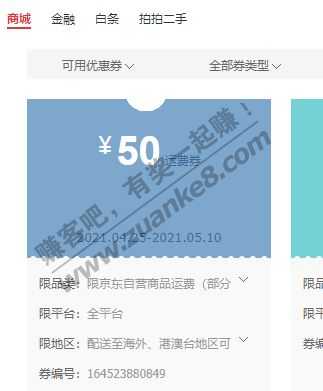 商城 金融 白条 拍拍二手
可用优惠券 全部券类型
¥50 运费券
2021.04.25-2021.05.10
限品类：限京东自营商品运费（部分 限品
限平台：全平台 限平
限地区：配送至海外、港澳台地区可 限地
券编号：164523880849 券编
赚客吧，有奖一起赚！
www.zuanke8.com